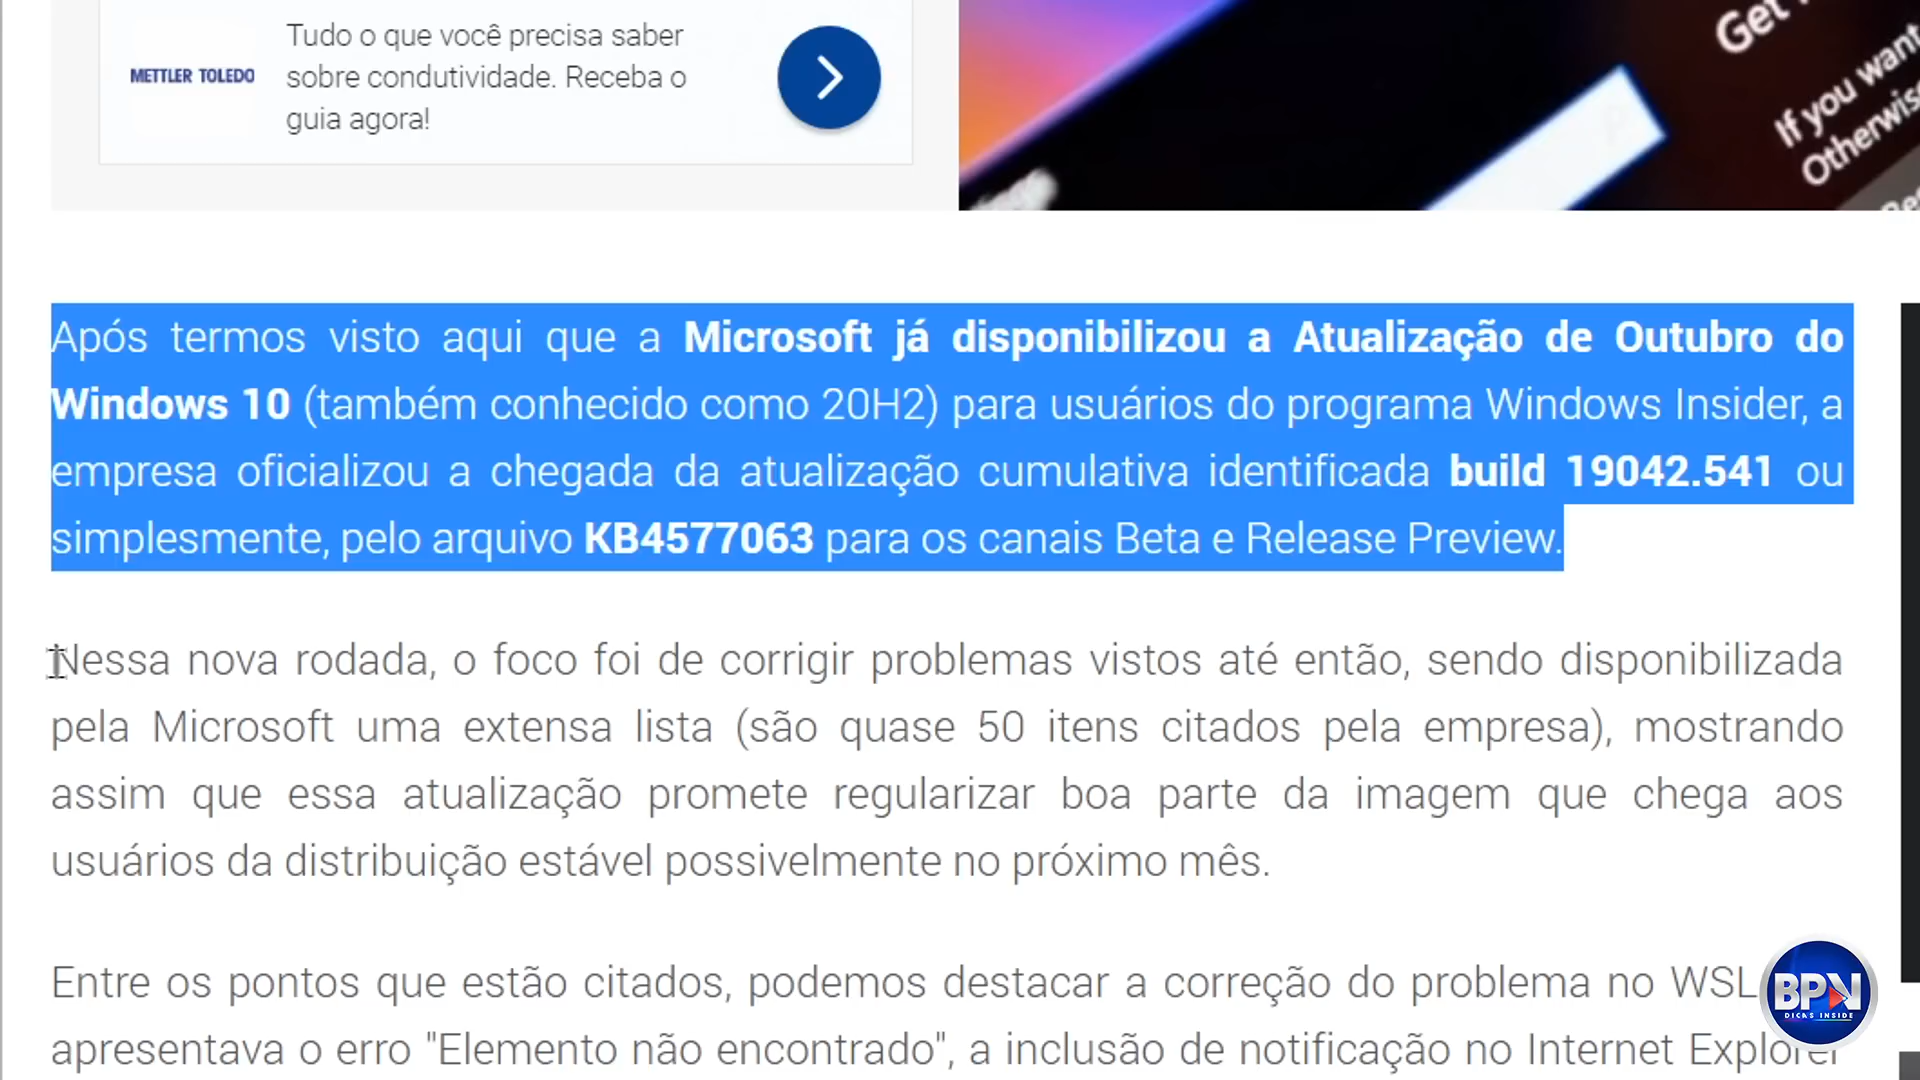 METTLER TOLEDO
Tudo o que você precisa saber
sobre condutividade. Receba o
guia agora!
Get
If you want
Otherwise
Após termos visto aqui que a Microsoft já disponibilizou a Atualização de Outubro do
Windows 10 (também conhecido como 20H2) para usuários do programa Windows Insider, a
empresa oficializou a chegada da atualização cumulativa identificada build 19042.541 ou
simplesmente, pelo arquivo KB4577063 para os canais Beta e Release Preview.
Nessa nova rodada, o foco foi de corrigir problemas vistos até então, sendo disponibilizada
pela Microsoft uma extensa lista (são quase 50 itens citados pela empresa), mostrando
assim que essa atualização promete regularizar boa parte da imagem que chega aos
usuários da distribuição estável possivelmente no próximo mês.
Entre os pontos que estão citados, podemos destacar a correção do problema no WSL
apresentava o erro "Elemento não encontrado", a inclusão de notificação no Internet Explorer
BPN
DICAS INSIDE